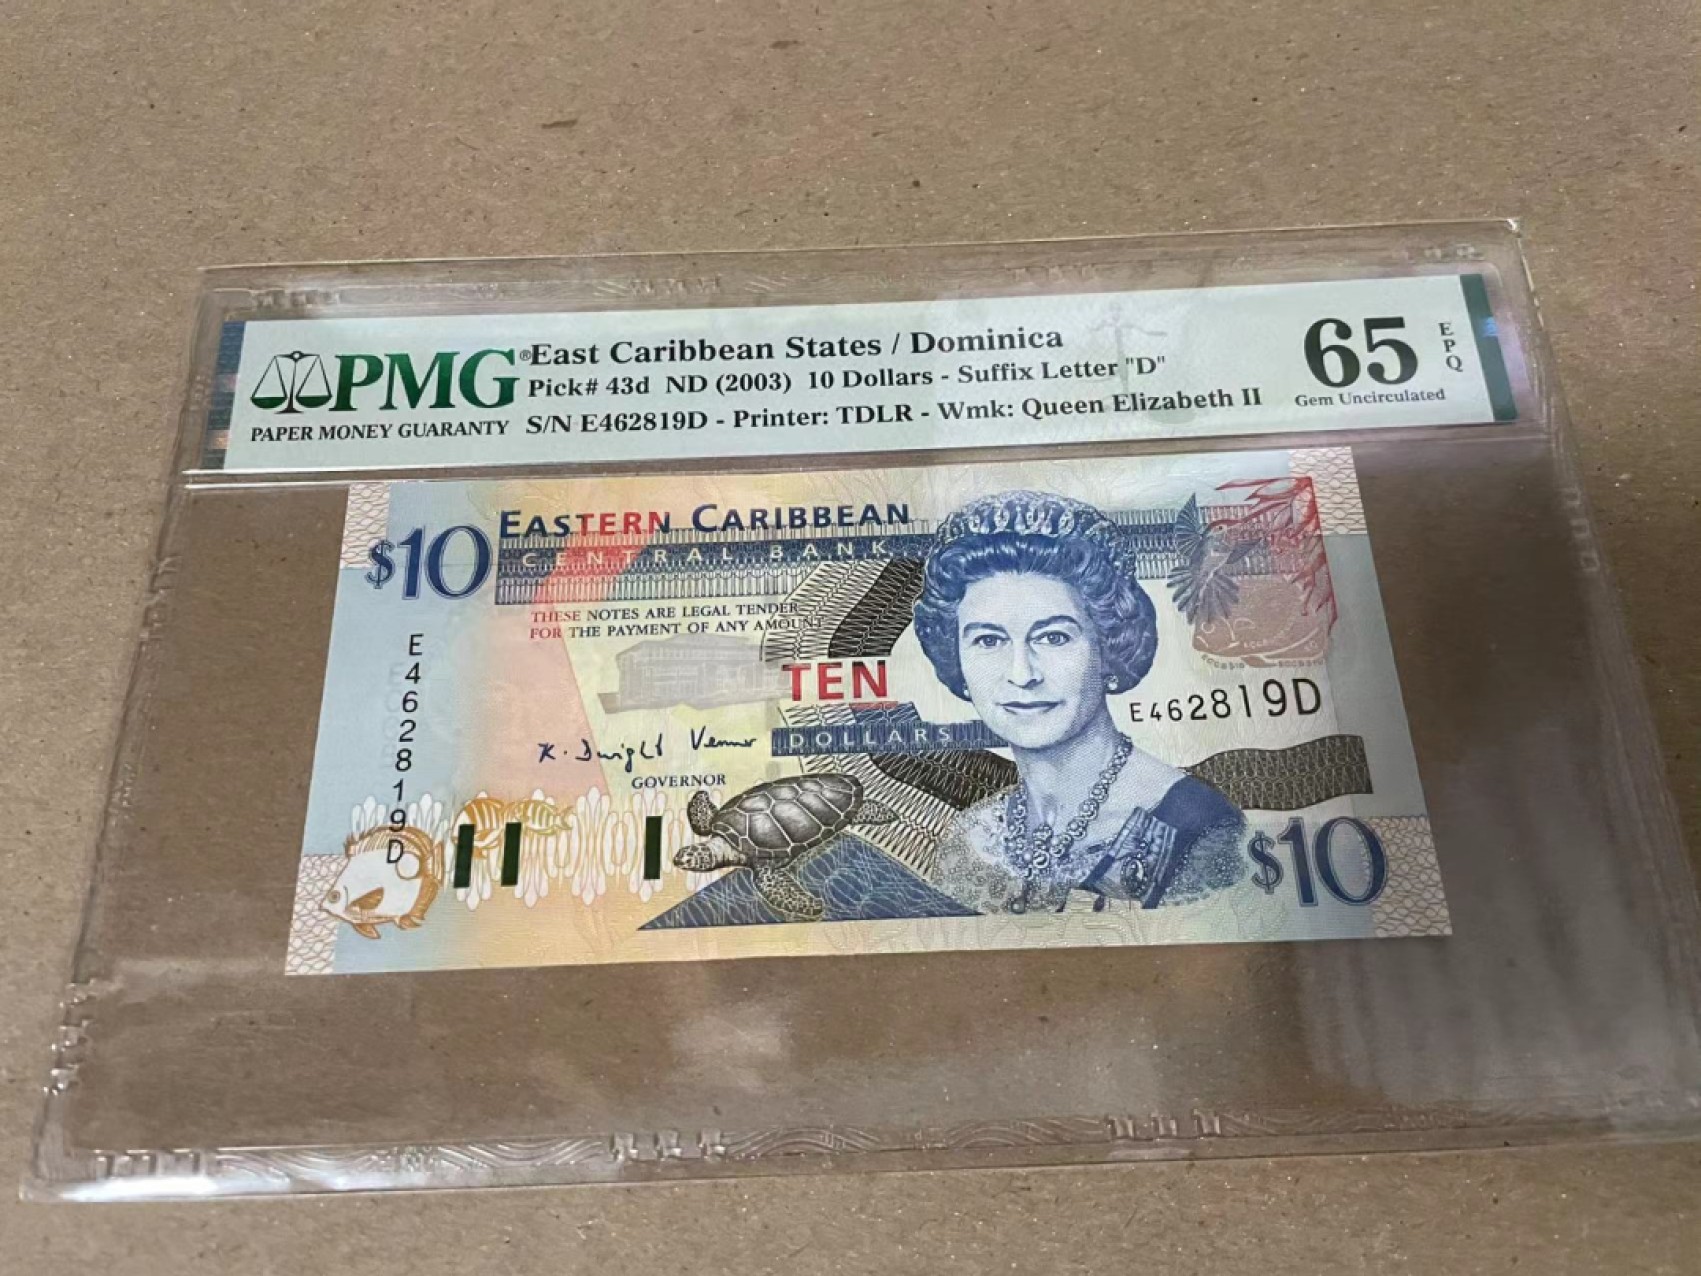 PMG®
PAPER MONEY GUARANTY
East Caribbean States / Dominica
Pick# 43d ND (2003) 10 Dollars - Suffix Letter "D"
S/N E462819D - Printer: TDLR - Wmk: Queen Elizabeth II
65
EPQ
Gem Uncirculated
$10
EASTERN CARIBBEAN
CENTRAL BANK
THESE NOTES ARE LEGAL TENDER
FOR THE PAYMENT OF ANY AMOUNT
TEN
DOLLARS
E462819D
E462819D
K. Dwight Venner
GOVERNOR
$10